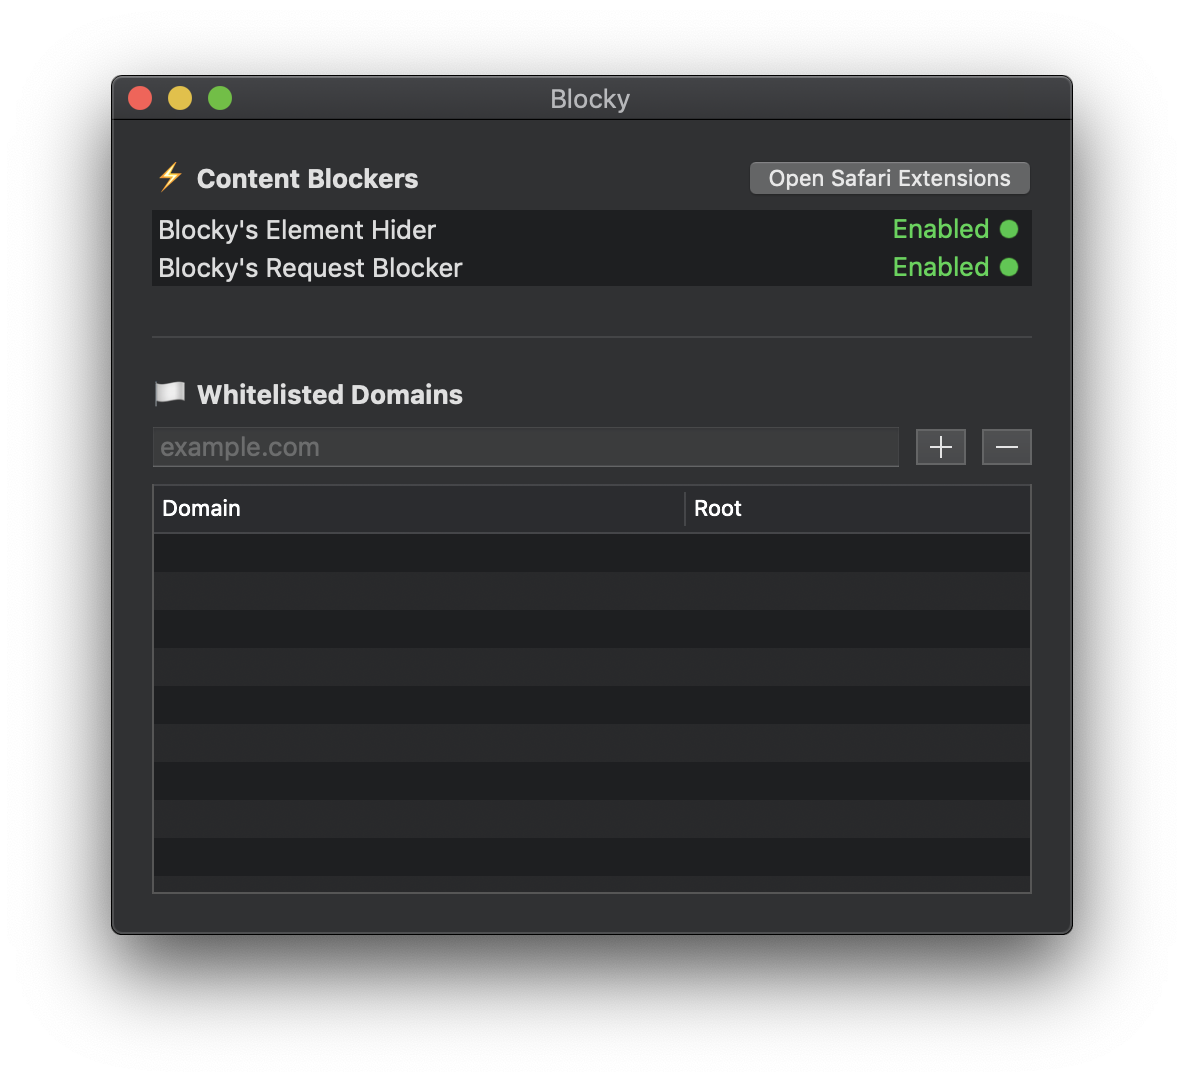 Blocky
⚡ Content Blockers
Open Safari Extensions
Blocky's Element Hider Enabled
Blocky's Request Blocker Enabled
🏳 Whitelisted Domains
example.com
Domain Root